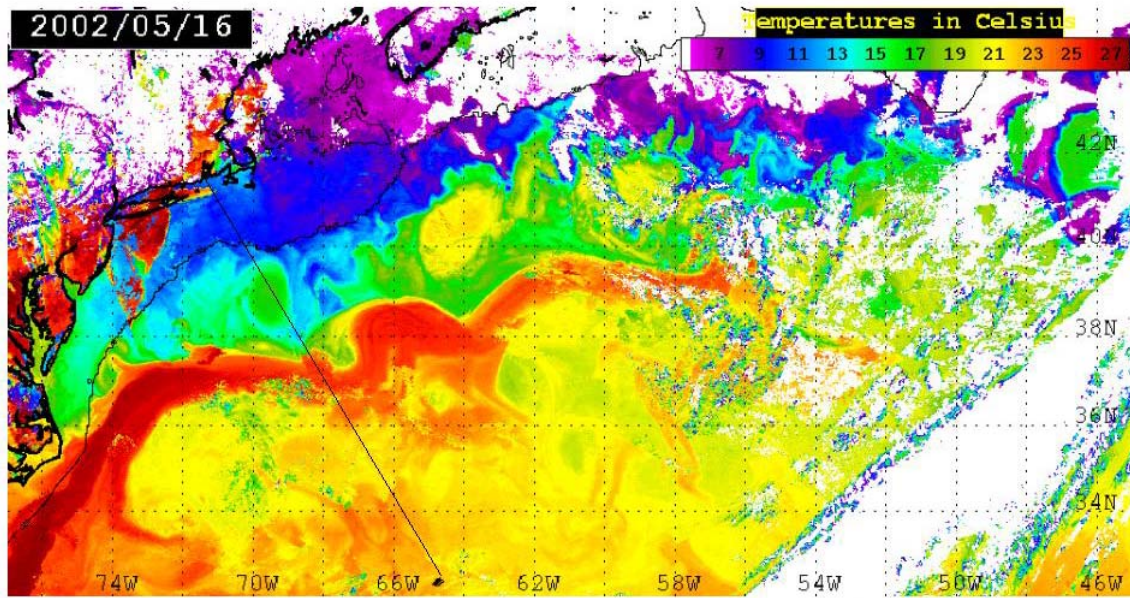 2002/05/16
Temperatures in Celsius
7 9 11 13 15 17 19 21 23 25 27
42N
40N
38N
36N
34N
74W 70W 66W 62W 58W 54W 50W 46W